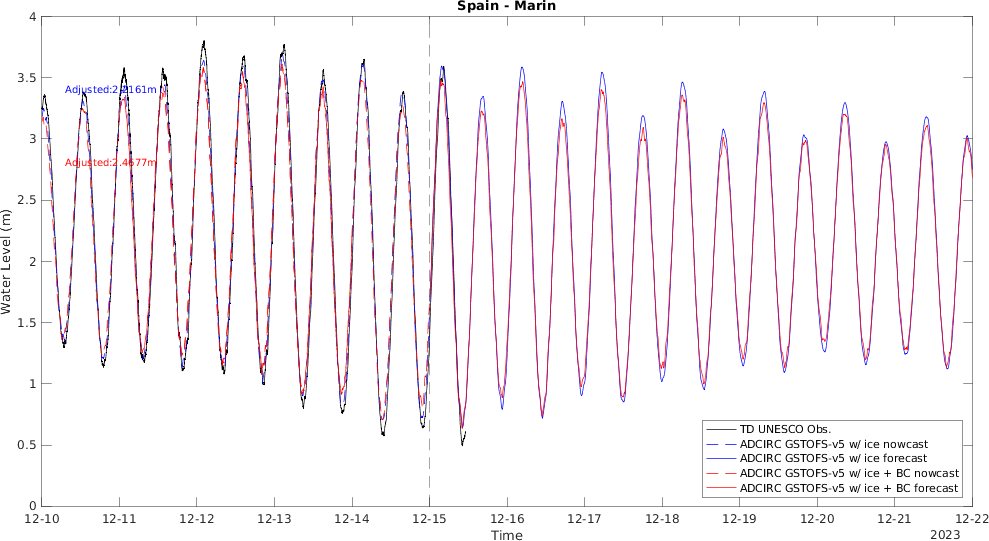 Spain - Marin
4
3.5
3
2.5
2
1.5
1
0.5
0
Water Level (m)
Adjusted:2.4677m
12-10
12-11
12-12
12-13
12-14
12-15
12-16
12-17
12-18
12-19
12-20
12-21
12-22
2023
Time
TD UNESCO Obs.
ADCIRC GSTOFS-v5 w/ ice nowcast
ADCIRC GSTOFS-v5 w/ ice forecast
ADCIRC GSTOFS-v5 w/ ice + BC nowcast
ADCIRC GSTOFS-v5 w/ ice + BC forecast